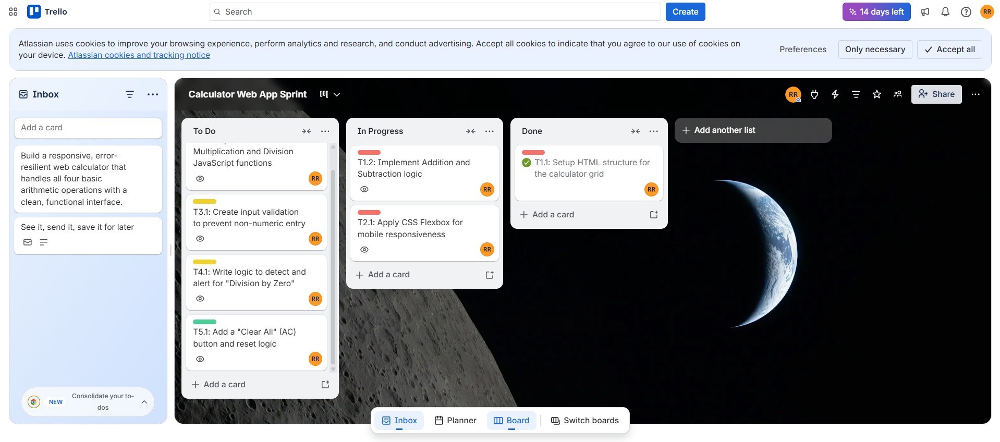 Trello
Search
Create
14 days left
RR
Atlassian uses cookies to improve your browsing experience, perform analytics and research, and conduct advertising. Accept all cookies to indicate that you agree to our use of cookies on
your device. Atlassian cookies and tracking notice
Preferences
Only necessary
Accept all
Inbox
Add a card
Build a responsive, error-
resilient web calculator that
handles all four basic
arithmetic operations with a
clean, functional interface.
See it, send it, save it for later
NEW
Consolidate your to-
dos
Calculator Web App Sprint
RR
Share
To Do
Multiplication and Division
JavaScript functions
RR
T3.1: Create input validation
to prevent non-numeric entry
RR
T4.1: Write logic to detect and
alert for "Division by Zero"
RR
T5.1: Add a "Clear All" (AC)
button and reset logic
RR
Add a card
In Progress
T1.2: Implement Addition and
Subtraction logic
RR
T2.1: Apply CSS Flexbox for
mobile responsiveness
RR
Add a card
Done
T1.1: Setup HTML structure for
the calculator grid
RR
Add a card
Add another list
Inbox
Planner
Board
Switch boards